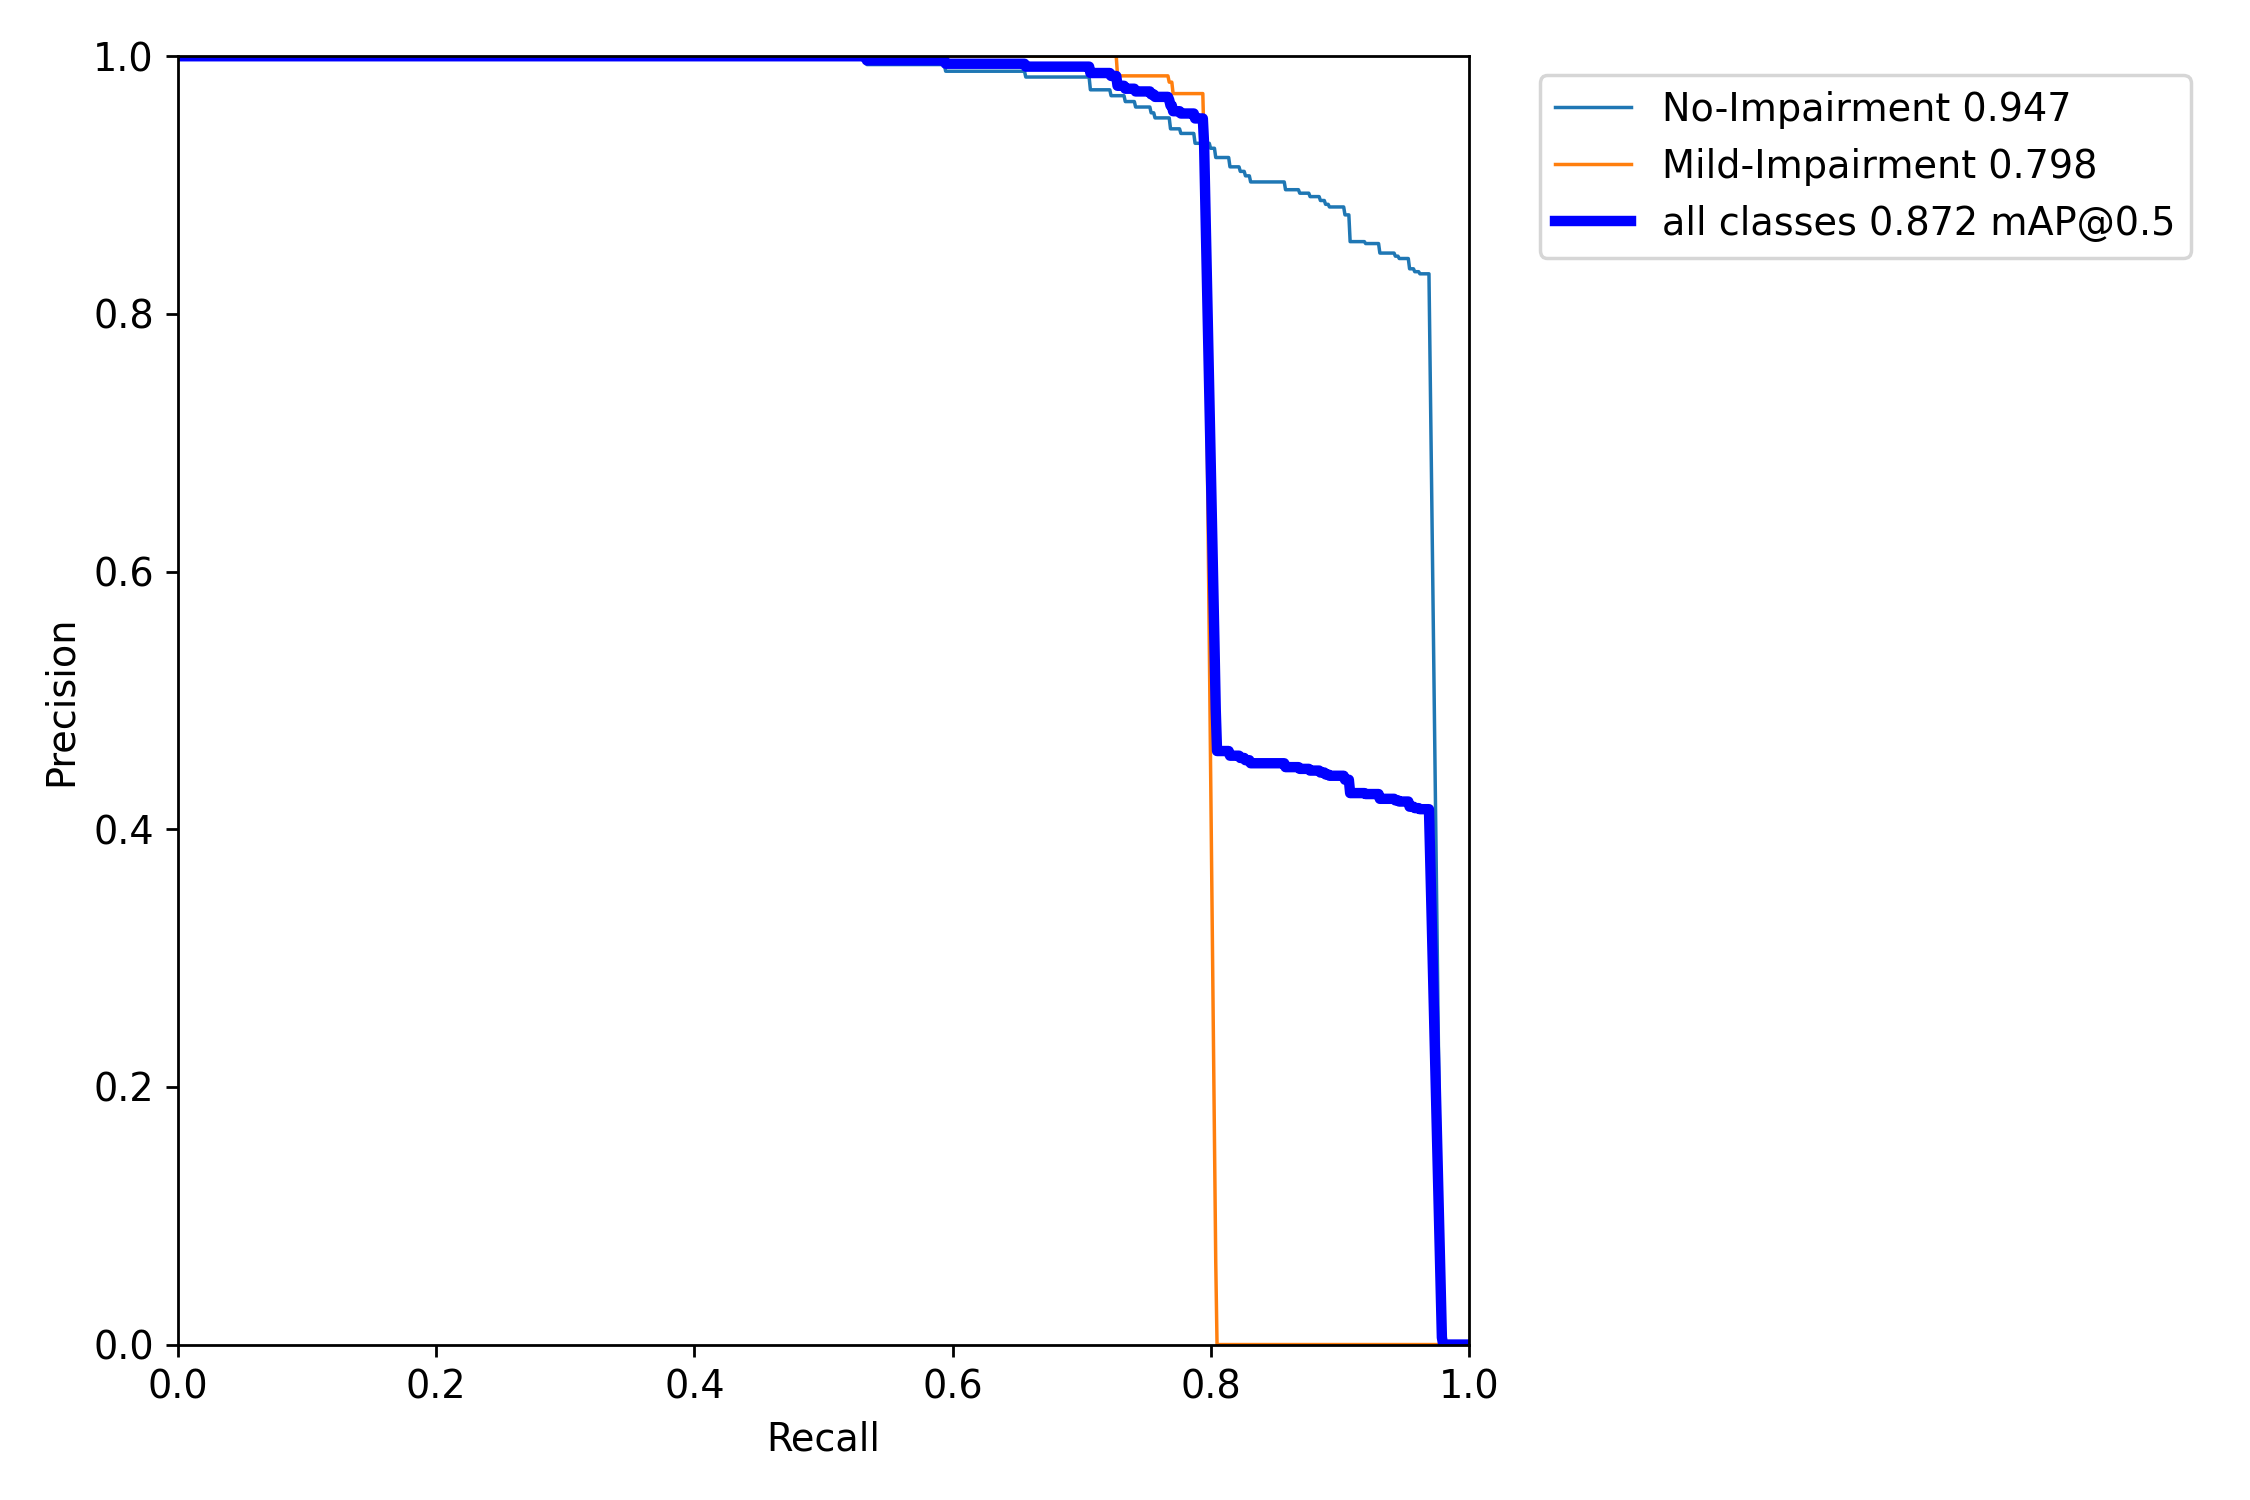 No-Impairment 0.947
Mild-Impairment 0.798
all classes 0.872 mAP@0.5
1.0
0.8
0.6
0.4
0.2
0.0
Precision
0.0 0.2 0.4 0.6 0.8 1.0
Recall